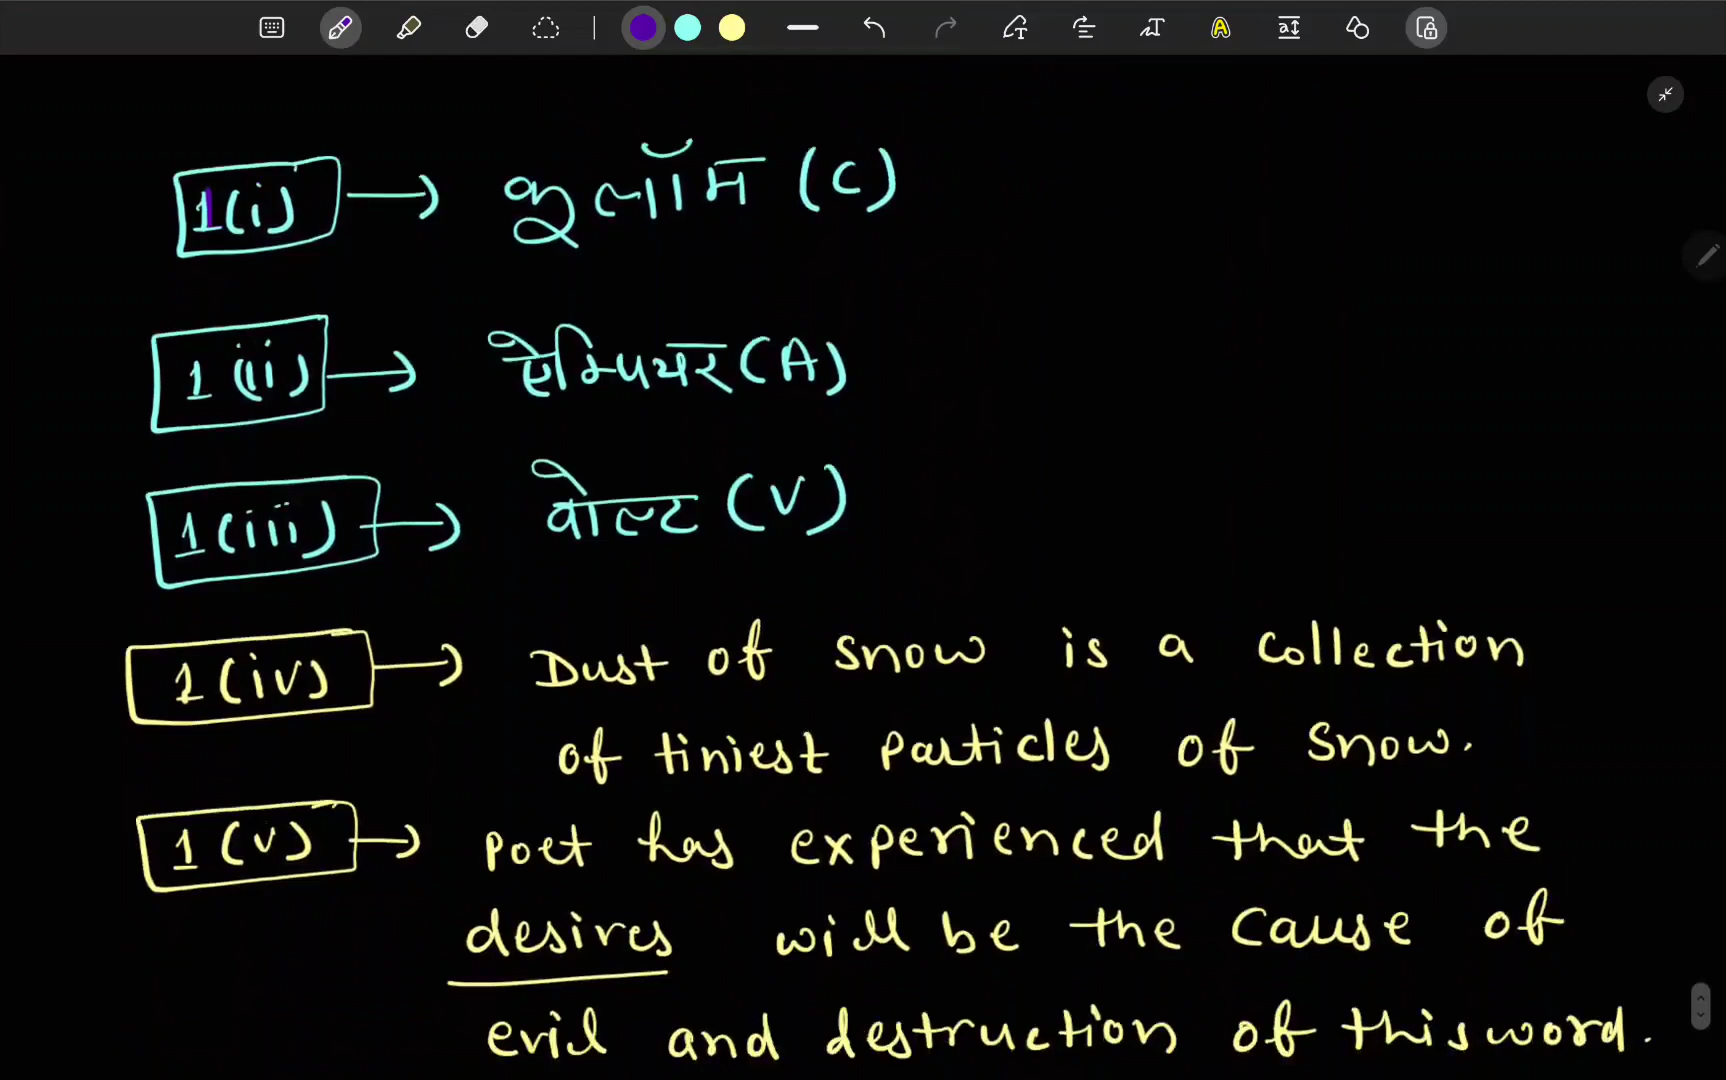 1(i) → कुलॉम (C)
1(ii) → ऐम्पियर (A)
1(iii) → वोल्ट (V)
1(iv) → Dust of snow is a collection
of tiniest particles of snow.
1(v) → poet has experienced that the
desires will be the cause of
evil and destruction of this word.